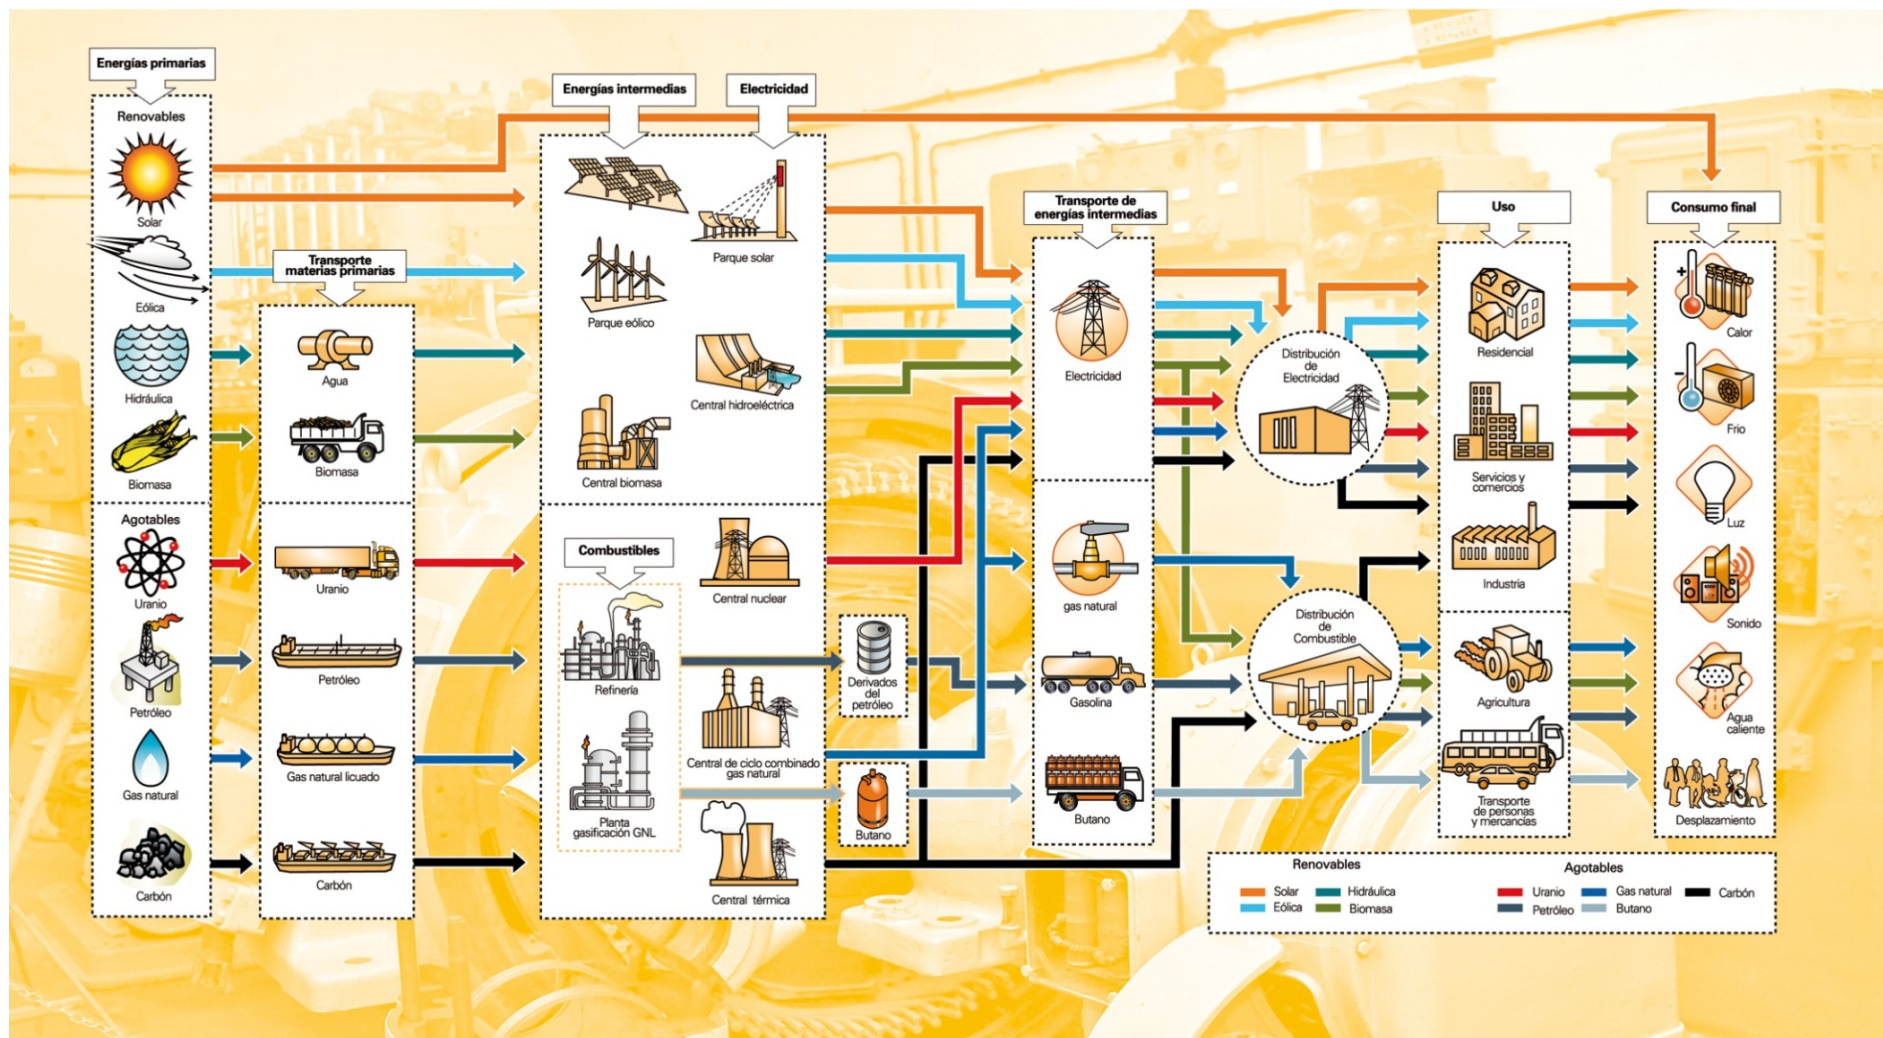 Energías primarias
Renovables
Solar
Eólica
Hidráulica
Biomasa
Agotables
Uranio
Petróleo
Gas natural
Carbón
Transporte
materias primarias
Agua
Biomasa
Uranio
Petróleo
Gas natural licuado
Carbón
Energías intermedias
Electricidad
Parque solar
Parque eólico
Central hidroeléctrica
Central biomasa
Combustibles
Central nuclear
Refinería
Central de ciclo combinado
gas natural
Planta
gasificación GNL
Central térmica
Derivados
del
petróleo
Butano
Transporte de
energías intermedias
Electricidad
gas natural
Gasolina
Butano
Distribución
de
Electricidad
Distribución
de
Combustible
Uso
Residencial
Servicios y
comercios
Industria
Agricultura
Transporte
de personas
y mercancías
Consumo final
Calor
Frio
Luz
Sonido
Agua
caliente
Desplazamiento
Renovables
Agotables
Solar
Hidráulica
Uranio
Gas natural
Carbón
Eólica
Biomasa
Petróleo
Butano